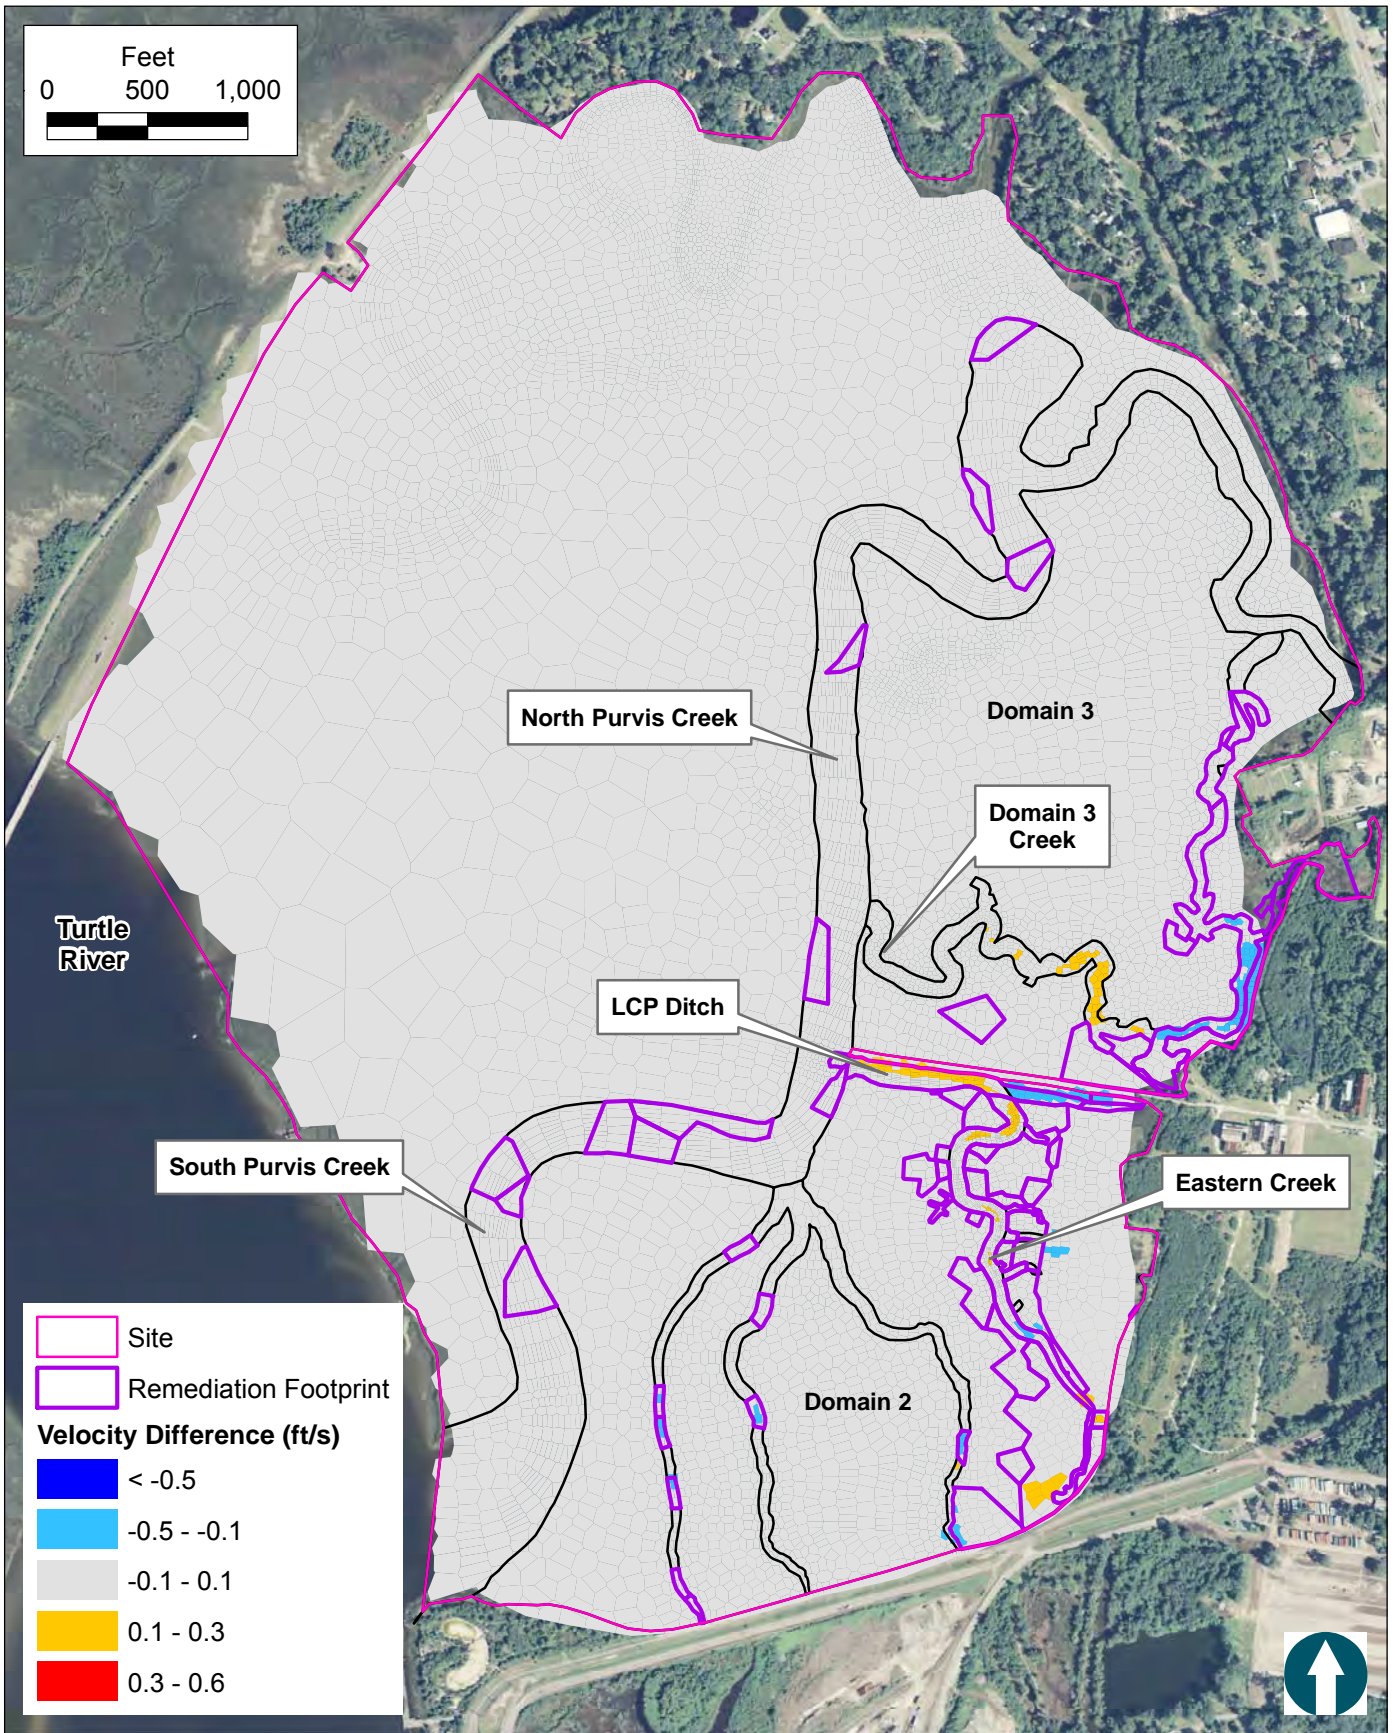 Feet
0 500 1,000
North Purvis Creek
Domain 3
Domain 3
Creek
Turtle
River
LCP Ditch
South Purvis Creek
Eastern Creek
Domain 2
Site
Remediation Footprint
Velocity Difference (ft/s)
< -0.5
-0.5 - -0.1
-0.1 - 0.1
0.1 - 0.3
0.3 - 0.6